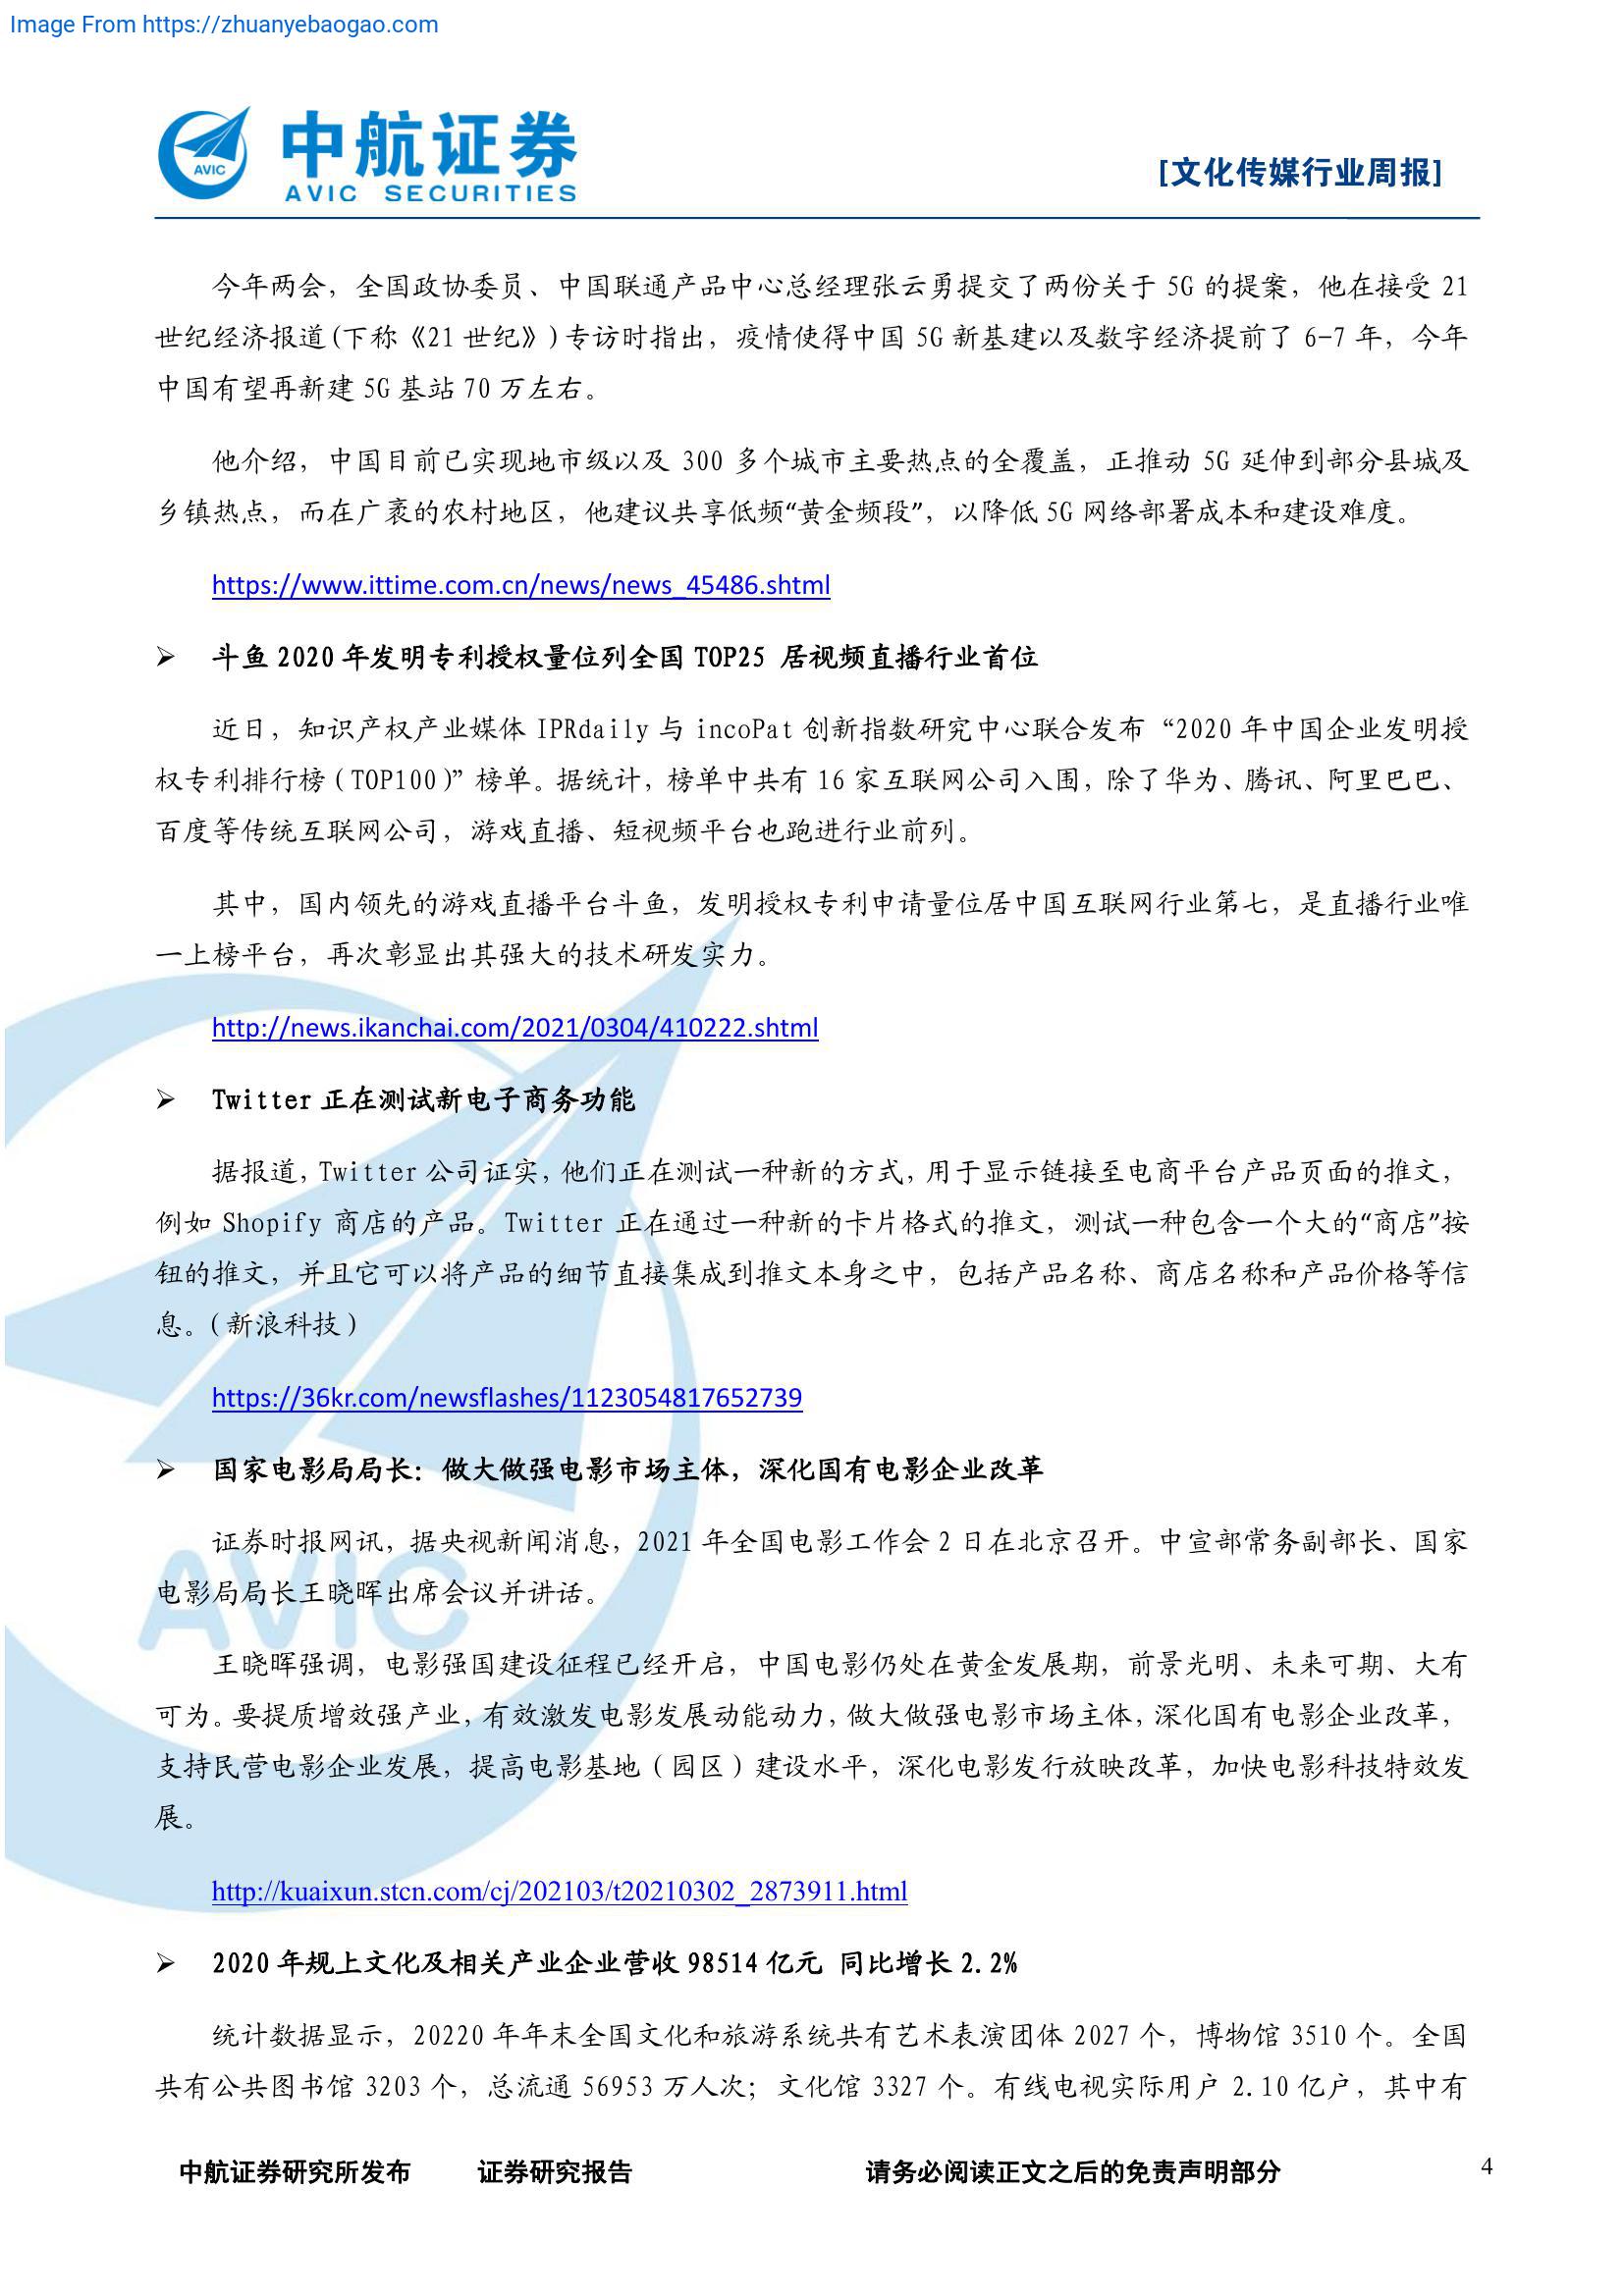 Image From https://zhuanyebaogao.com
AVIC
中航证券
AVIC SECURITIES
[文化传媒行业周报]
今年两会，全国政协委员、中国联通产品中心总经理张云勇提交了两份关于 5G 的提案，他在接受 21
世纪经济报道(下称《21 世纪》)专访时指出，疫情使得中国 5G 新基建以及数字经济提前了 6-7 年，今年
中国有望再新建 5G 基站 70 万左右。
他介绍，中国目前已实现地市级以及 300 多个城市主要热点的全覆盖，正推动 5G 延伸到部分县城及
乡镇热点，而在广袤的农村地区，他建议共享低频“黄金频段”，以降低 5G 网络部署成本和建设难度。
https://www.ittime.com.cn/news/news_45486.shtml
➢ 斗鱼 2020 年发明专利授权量位列全国 TOP25 居视频直播行业首位
近日，知识产权产业媒体 IPRdaily 与 incoPat 创新指数研究中心联合发布“2020 年中国企业发明授
权专利排行榜（TOP100）”榜单。据统计，榜单中共有 16 家互联网公司入围，除了华为、腾讯、阿里巴巴、
百度等传统互联网公司，游戏直播、短视频平台也跑进行业前列。
其中，国内领先的游戏直播平台斗鱼，发明授权专利申请量位居中国互联网行业第七，是直播行业唯
一上榜平台，再次彰显出其强大的技术研发实力。
http://news.ikanchai.com/2021/0304/410222.shtml
➢ Twitter 正在测试新电子商务功能
据报道，Twitter 公司证实，他们正在测试一种新的方式，用于显示链接至电商平台产品页面的推文，
例如 Shopify 商店的产品。Twitter 正在通过一种新的卡片格式的推文，测试一种包含一个大的“商店”按
钮的推文，并且它可以将产品的细节直接集成到推文本身之中，包括产品名称、商店名称和产品价格等信
息。（新浪科技）
https://36kr.com/newsflashes/1123054817652739
➢ 国家电影局局长：做大做强电影市场主体，深化国有电影企业改革
证券时报网讯，据央视新闻消息，2021 年全国电影工作会 2 日在北京召开。中宣部常务副部长、国家
电影局局长王晓晖出席会议并讲话。
王晓晖强调，电影强国建设征程已经开启，中国电影仍处在黄金发展期，前景光明、未来可期、大有
可为。要提质增效强产业，有效激发电影发展动能动力，做大做强电影市场主体，深化国有电影企业改革，
支持民营电影企业发展，提高电影基地（园区）建设水平，深化电影发行放映改革，加快电影科技特效发
展。
http://kuaixun.stcn.com/cj/202103/t20210302_2873911.html
➢ 2020 年规上文化及相关产业企业营收 98514 亿元 同比增长 2.2%
统计数据显示，20220 年年末全国文化和旅游系统共有艺术表演团体 2027 个，博物馆 3510 个。全国
共有公共图书馆 3203 个，总流通 56953 万人次；文化馆 3327 个。有线电视实际用户 2.10 亿户，其中有
AVIC
中航证券研究所发布 证券研究报告 请务必阅读正文之后的免责声明部分 4